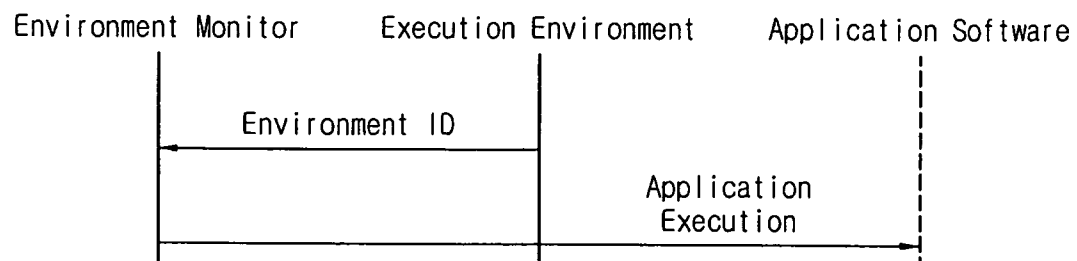 Environment Monitor
Execution Environment
Application Software
Environment ID
Application
Execution